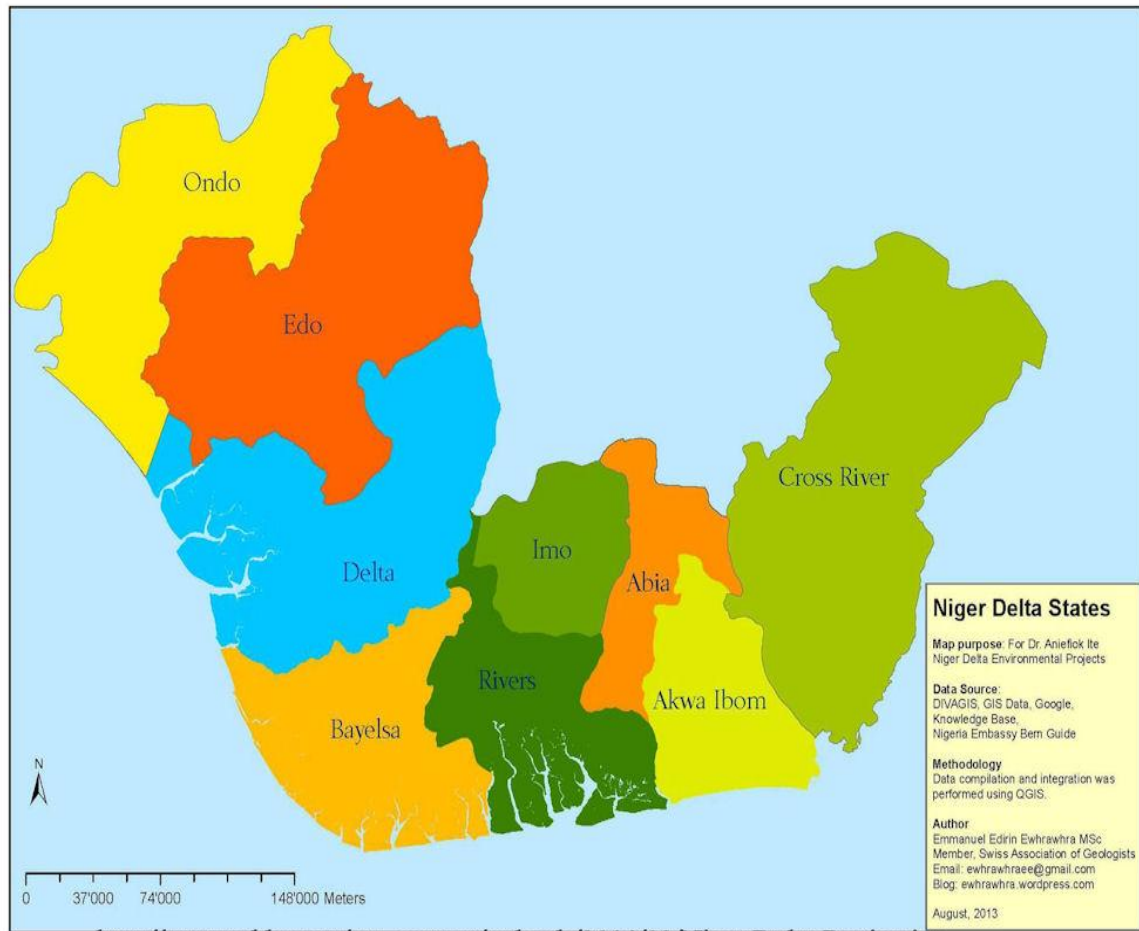 Ondo
Edo
Cross River
Imo
Delta
Abia
Rivers
Akwa Ibom
Bayelsa
N
0 37'000 74'000 148'000 Meters
Niger Delta States
Map purpose: For Dr. Aniefiok Ite
Niger Delta Environmental Projects
Data Source:
DIVAGIS, GIS Data, Google,
Knowledge Base,
Nigeria Embassy Bern Guide
Methodology
Data compilation and integration was
performed using QGIS.
Author
Emmanuel Edirin Ewhrawhra MSc
Member, Swiss Association of Geologists
Email: ewhrawhraee@gmail.com
Blog: ewhrawhra.wordpress.com
August, 2013